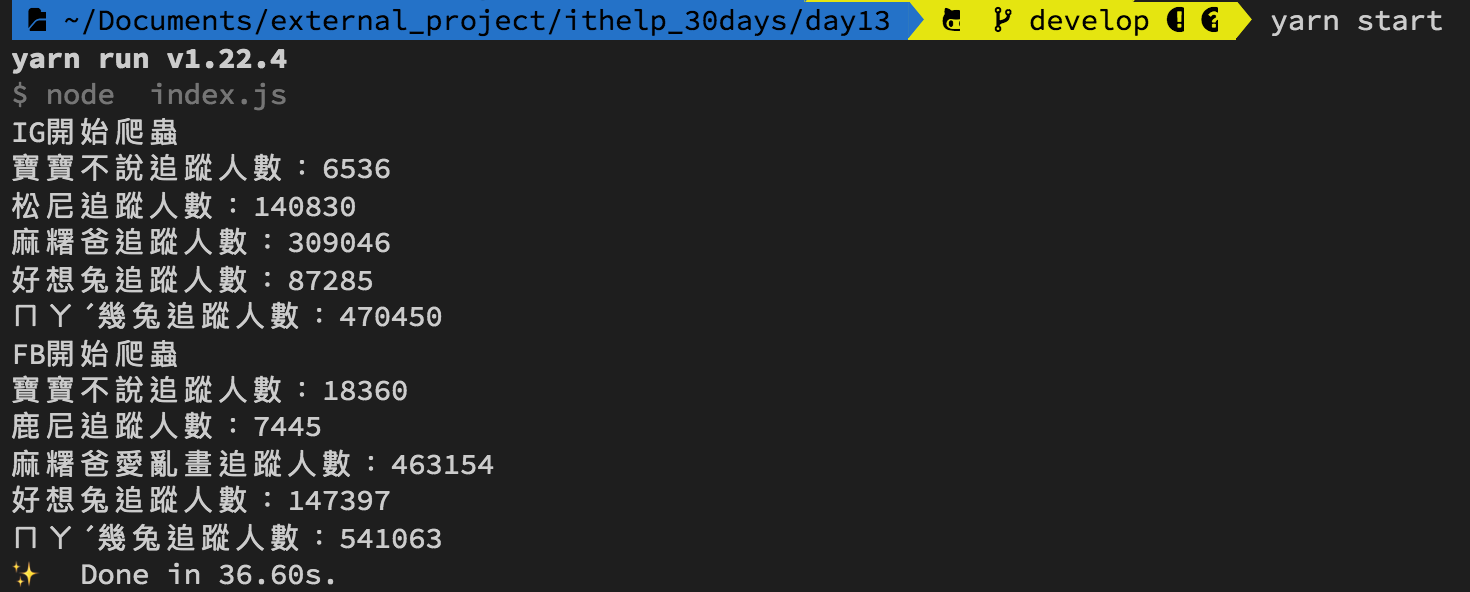 ~/Documents/external_project/ithelp_30days/day13 develop yarn start
yarn run v1.22.4
$ node  index.js
IG開始爬蟲
寶寶不說追蹤人數：6536
松尼追蹤人數：140830
麻糬爸追蹤人數：309046
好想兔追蹤人數：87285
ㄇㄚˊ幾兔追蹤人數：470450
FB開始爬蟲
寶寶不說追蹤人數：18360
鹿尼追蹤人數：7445
麻糬爸愛亂畫追蹤人數：463154
好想兔追蹤人數：147397
ㄇㄚˊ幾兔追蹤人數：541063
✨  Done in 36.60s.